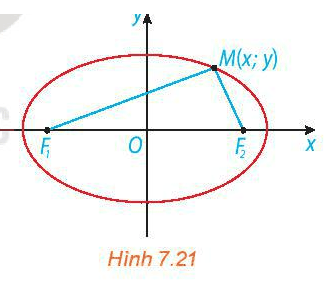 y
M(x; y)
F₁ O F₂ x
Hình 7.21